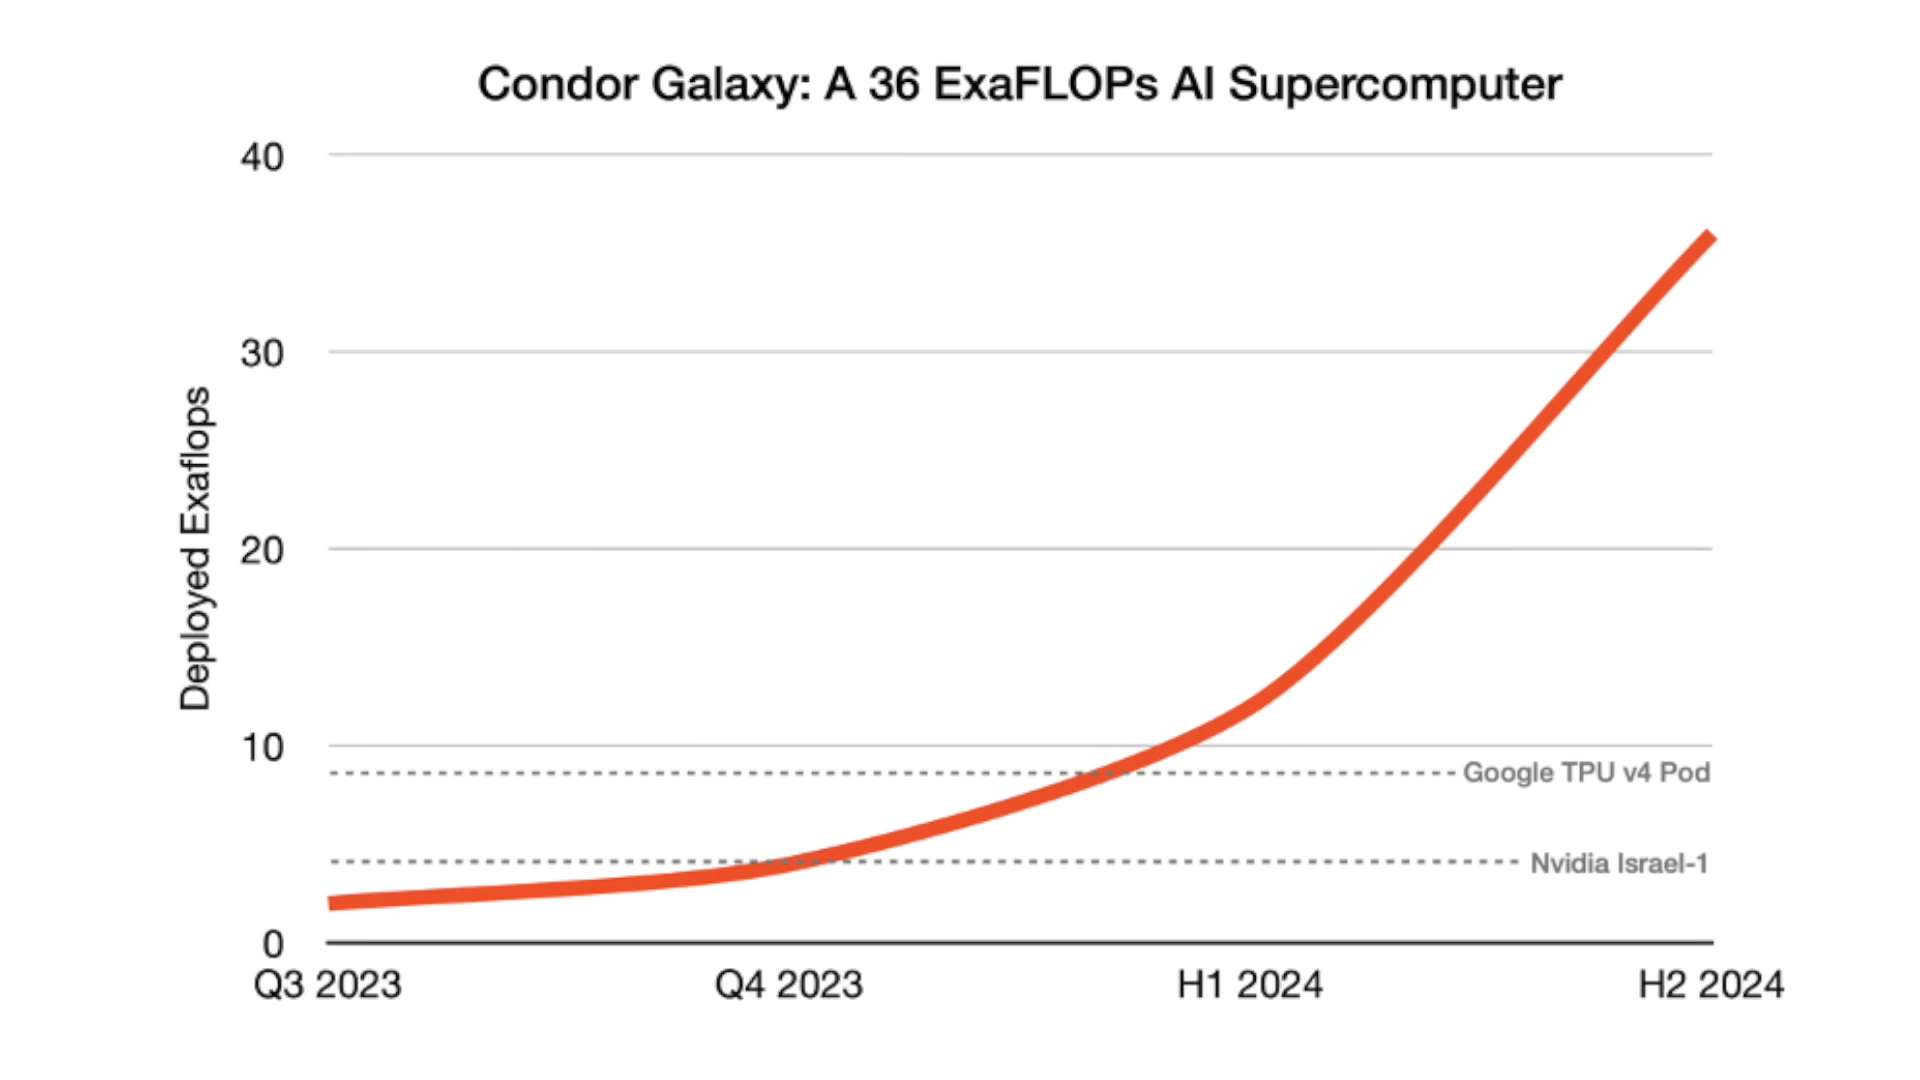 Condor Galaxy: A 36 ExaFLOPs AI Supercomputer
40
30
20
10
0
Deployed Exaflops
Google TPU v4 Pod
Nvidia Israel-1
Q3 2023
Q4 2023
H1 2024
H2 2024